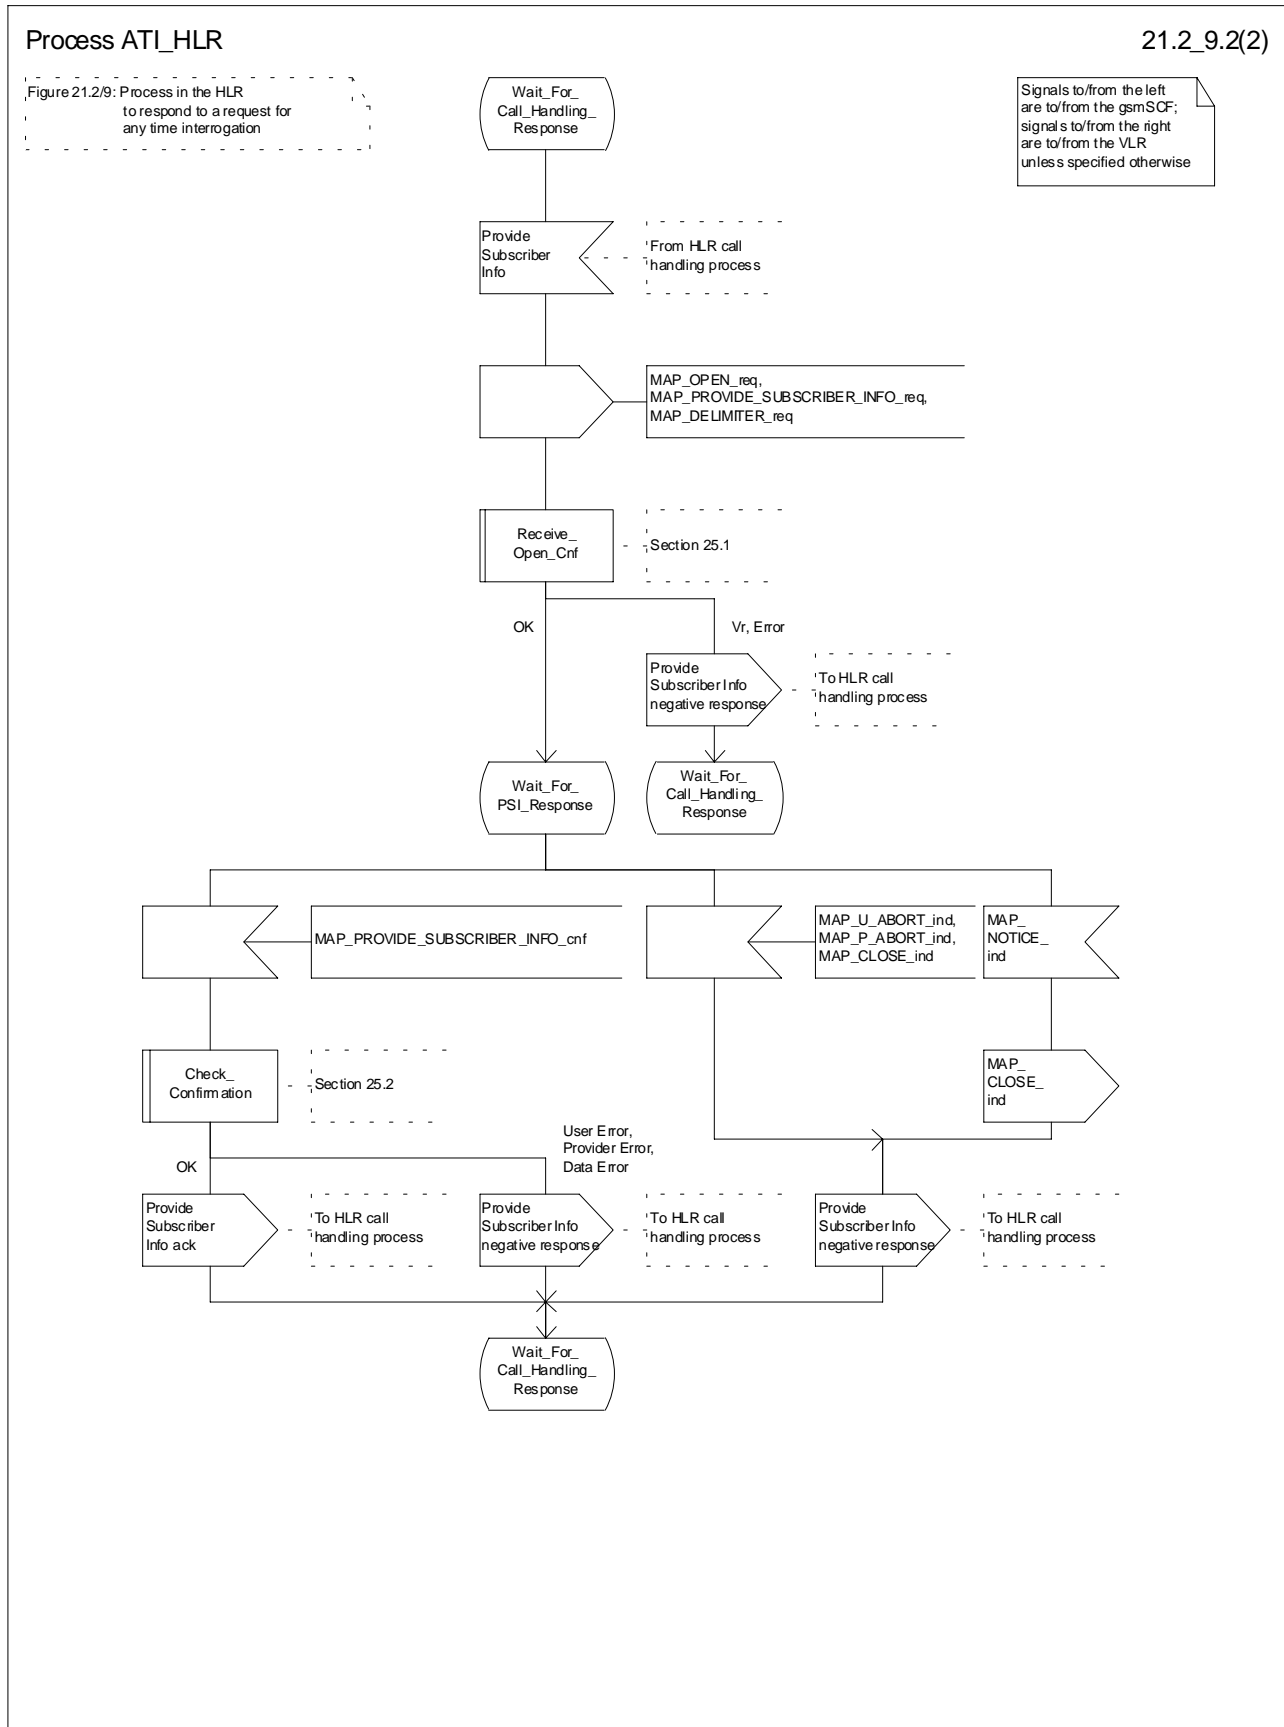 Process ATI_HLR
21.2_9.2(2)
Figure 21.2/9: Process in the HLR
to respond to a request for
any time interrogation
Wait_For_
Call_Handling_
Response
Signals to/from the left
are to/from the gsmSCF;
signals to/from the right
are to/from the VLR
unless specified otherwise
Provide
Subscriber
Info
From HLR call
handling process
MAP_OPEN_req,
MAP_PROVIDE_SUBSCRIBER_INFO_req,
MAP_DELIMITER_req
Receive_
Open_Cnf
Section 25.1
OK
Vr, Error
Provide
Subscriber Info
negative response
To HLR call
handling process
Wait_For_
PSI_Response
Wait_For_
Call_Handling_
Response
MAP_PROVIDE_SUBSCRIBER_INFO_cnf
MAP_U_ABORT_ind,
MAP_P_ABORT_ind,
MAP_CLOSE_ind
MAP_
NOTICE_
ind
Check_
Confirmation
Section 25.2
MAP_
CLOSE_
ind
User Error,
Provider Error,
Data Error
OK
Provide
Subscriber
Info ack
To HLR call
handling process
Provide
Subscriber Info
negative response
To HLR call
handling process
Provide
Subscriber Info
negative response
To HLR call
handling process
Wait_For_
Call_Handling_
Response